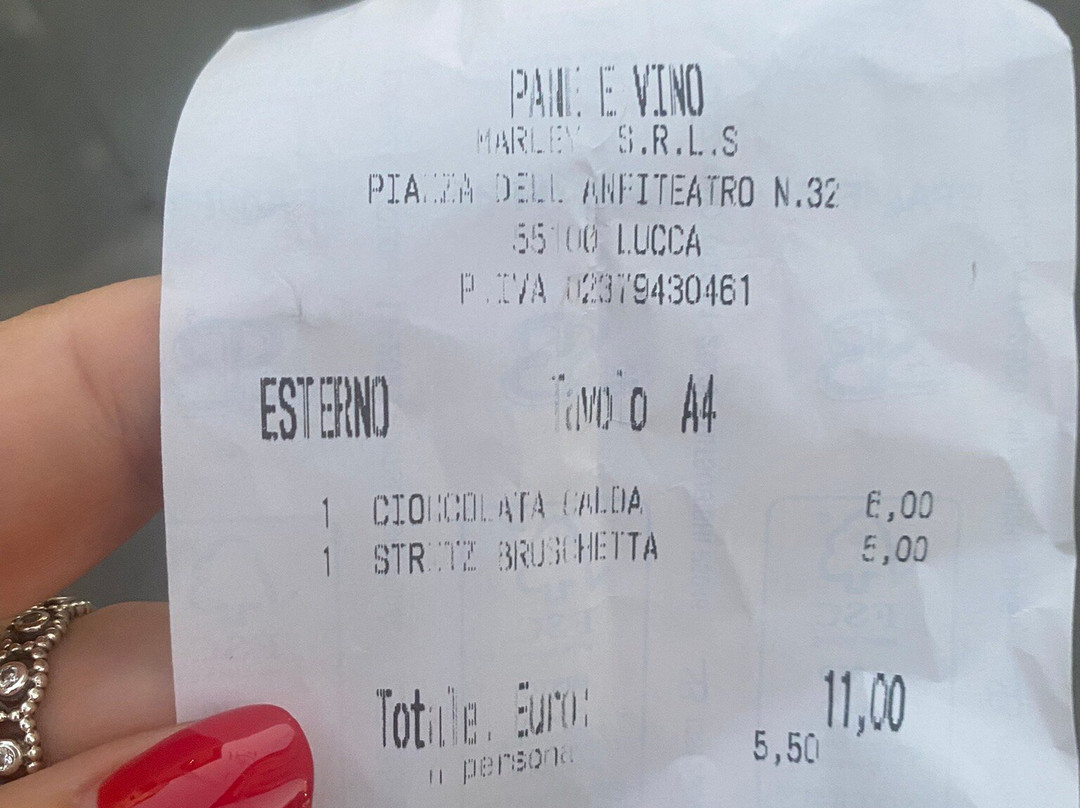 PANE E VINO
MARLEY S.R.L.S
PIAZZA DELL ANFITEATRO N.32
55100 LUCCA
P.IVA 02379430461
ESTERNO Tavolo A4
1 CIOCCOLATA CALDA 6,00
1 BRUSCHETTA 5,00
Totale Euro: 11,00
persona 5,50